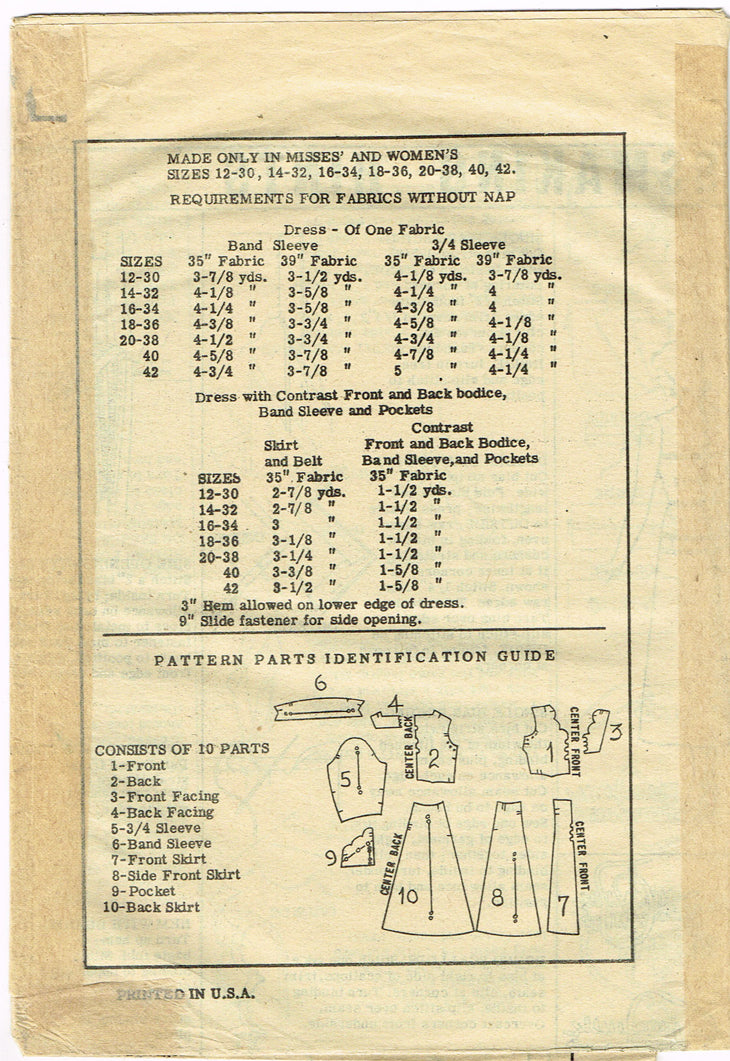 MADE ONLY IN MISSES' AND WOMEN'S
SIZES 12-30, 14-32, 16-34, 18-36, 20-38, 40, 42.
REQUIREMENTS FOR FABRICS WITHOUT NAP
Dress - Of One Fabric
Band Sleeve 3/4 Sleeve
SIZES 35" Fabric 39" Fabric 35" Fabric 39" Fabric
12-30 3-7/8 yds. 3-1/2 yds. 4-1/8 yds. 3-7/8 yds.
14-32 4-1/8 " 3-5/8 " 4-1/4 " 4 "
16-34 4-1/4 " 3-5/8 " 4-3/8 " 4 "
18-36 4-3/8 " 3-3/4 " 4-5/8 " 4-1/8 "
20-38 4-1/2 " 3-3/4 " 4-3/4 " 4-1/8 "
40 4-5/8 " 3-7/8 " 4-7/8 " 4-1/4 "
42 4-3/4 " 3-7/8 " 5 " 4-1/4 "
Dress with Contrast Front and Back bodice,
Band Sleeve and Pockets
Contrast
Skirt Front and Back Bodice,
and Belt Band Sleeve, and Pockets
SIZES 35" Fabric 35" Fabric
12-30 2-7/8 yds. 1-1/2 yds.
14-32 2-7/8 " 1-1/2 "
16-34 3 " 1-1/2 "
18-36 3-1/8 " 1-1/2 "
20-38 3-1/4 " 1-1/2 "
40 3-3/8 " 1-5/8 "
42 3-1/2 " 1-5/8 "
3" Hem allowed on lower edge of dress.
9" Slide fastener for side opening.
PATTERN PARTS IDENTIFICATION GUIDE
CONSISTS OF 10 PARTS
1-Front
2-Back
3-Front Facing
4-Back Facing
5-3/4 Sleeve
6-Band Sleeve
7-Front Skirt
8-Side Front Skirt
9-Pocket
10-Back Skirt
6
4
CENTER BACK
2
1
CENTER FRONT
3
5
9
CENTER BACK
10
8
7
CENTER FRONT
PRINTED IN U.S.A.